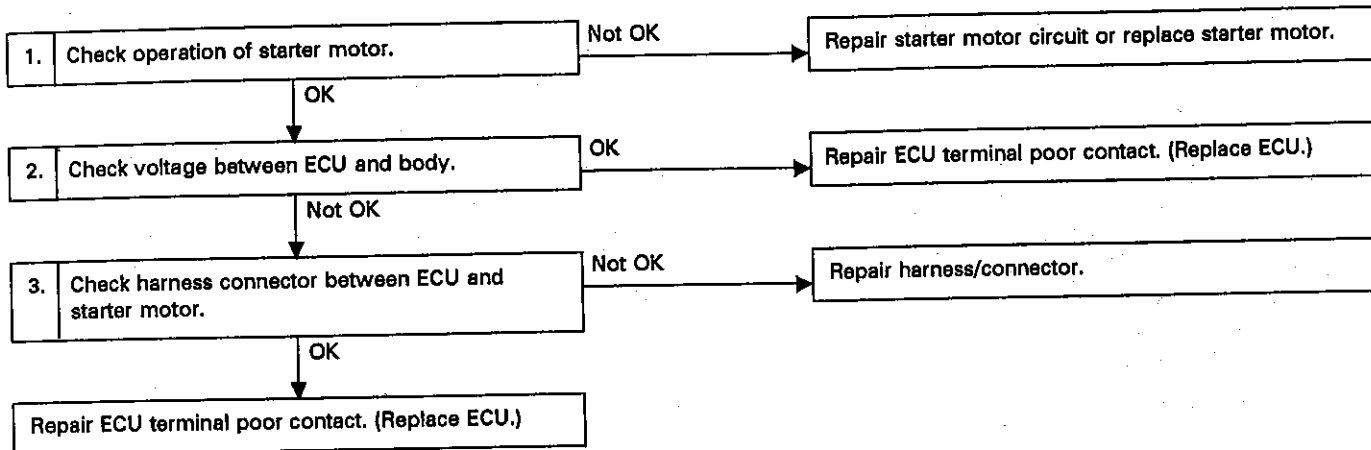 1. Check operation of starter motor.
Not OK
Repair starter motor circuit or replace starter motor.
OK
2. Check voltage between ECU and body.
OK
Repair ECU terminal poor contact. (Replace ECU.)
Not OK
3. Check harness connector between ECU and
starter motor.
Not OK
Repair harness/connector.
OK
Repair ECU terminal poor contact. (Replace ECU.)